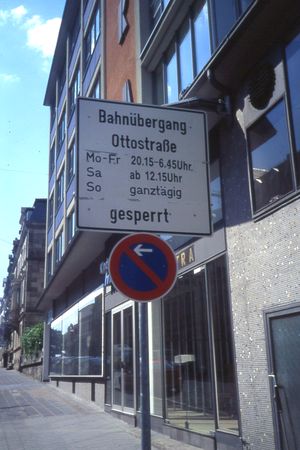 Bahnübergang
Ottostraße
Mo-Fr 20.15-6.45Uhr.
Sa ab 12.15Uhr
So ganztägig
gesperrt